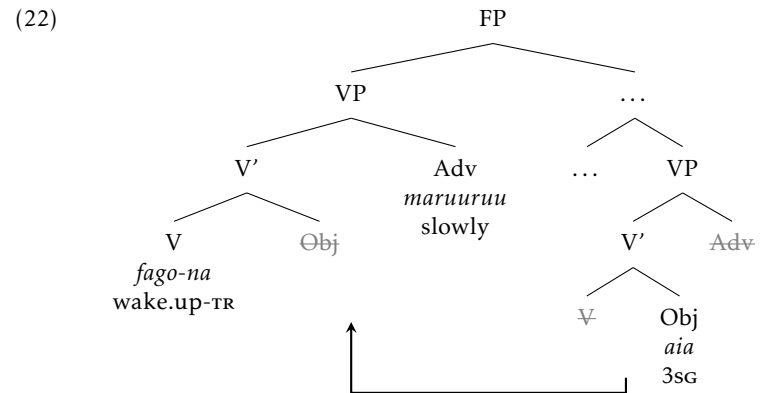 (22) FP
VP ...
V' Adv ... VP
maruuruu
slowly
V Obj V' Adv
fago-na
wake.up-TR
V Obj
aia
3SG